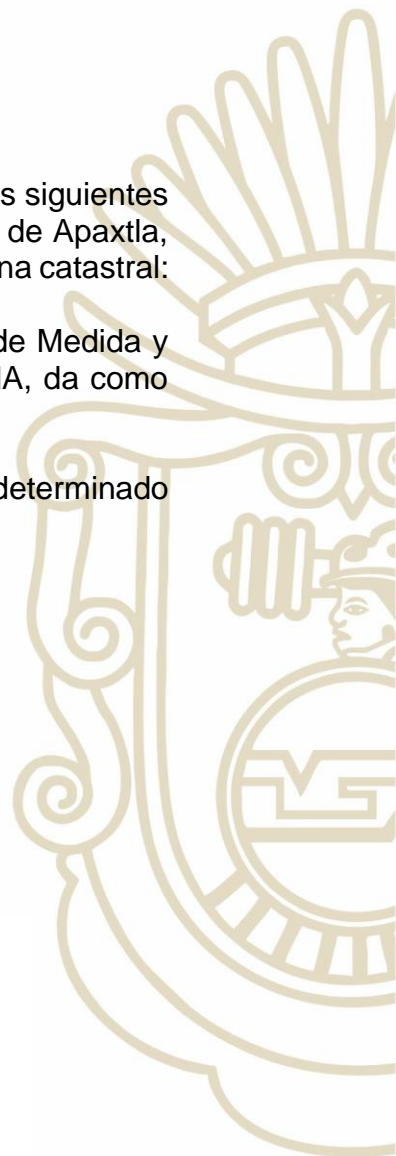 s siguientes
de Apaxtla,
na catastral:
de Medida y
A, da como
determinado